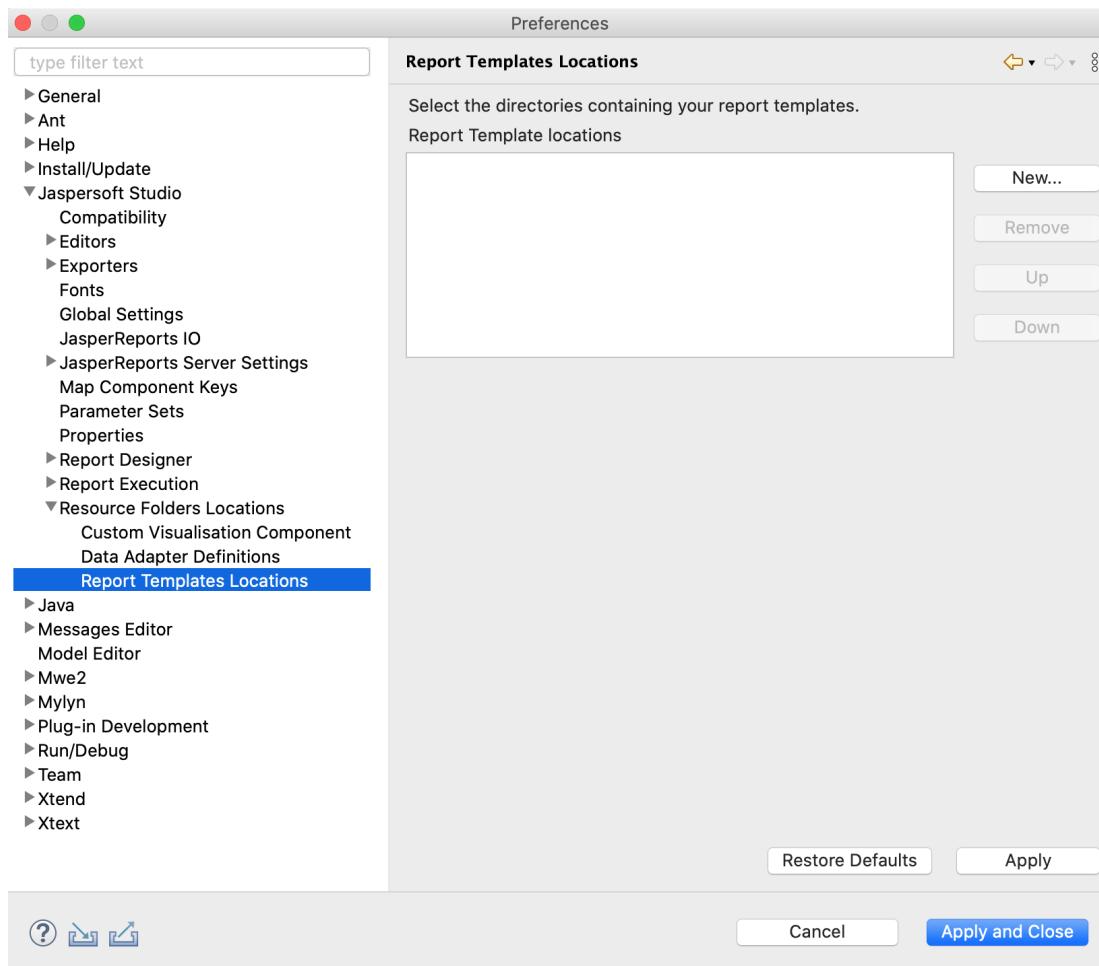 Preferences
type filter text
General
Ant
Help
Install/Update
Jaspersoft Studio
Compatibility
Editors
Exporters
Fonts
Global Settings
JasperReports IO
JasperReports Server Settings
Map Component Keys
Parameter Sets
Properties
Report Designer
Report Execution
Resource Folders Locations
Custom Visualisation Component
Data Adapter Definitions
Report Templates Locations
Java
Messages Editor
Model Editor
Mwe2
Mylyn
Plug-in Development
Run/Debug
Team
Xtend
Xtext
Report Templates Locations
Select the directories containing your report templates.
Report Template locations
New...
Remove
Up
Down
Restore Defaults
Apply
?
Cancel
Apply and Close